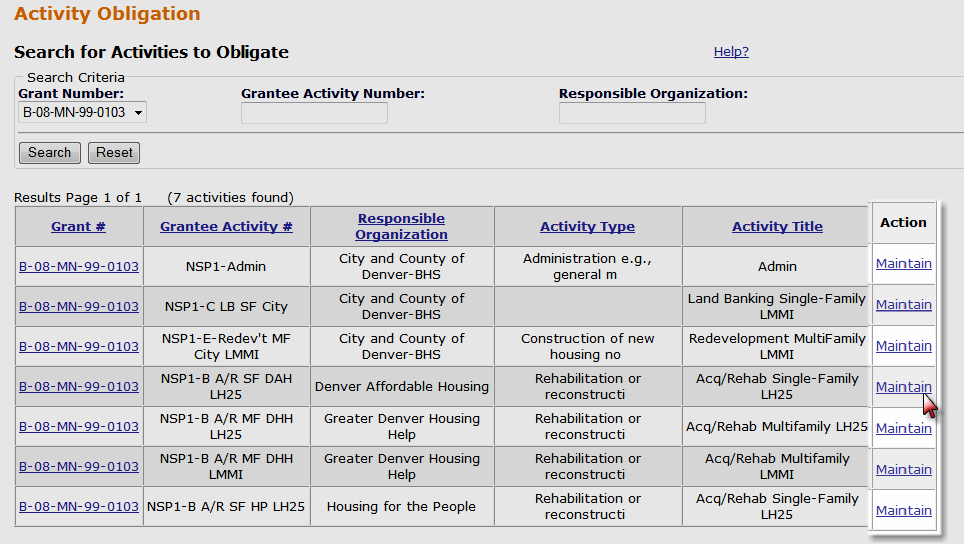 Activity Obligation
Search for Activities to Obligate
Help?
Search Criteria
Grant Number:
Grantee Activity Number:
Responsible Organization:
B-08-MN-99-0103
Search
Reset
Results Page 1 of 1 (7 activities found)
Grant #
Grantee Activity #
Responsible
Organization
Activity Type
Activity Title
Action
B-08-MN-99-0103
NSP1-Admin
City and County of
Denver-BHS
Administration e.g.,
general m
Admin
Maintain
B-08-MN-99-0103
NSP1-C LB SF City
City and County of
Denver-BHS
Land Banking Single-Family
LMMI
Maintain
B-08-MN-99-0103
NSP1-E-Redev't MF
City LMMI
City and County of
Denver-BHS
Construction of new
housing no
Redevelopment MultiFamily
LMMI
Maintain
B-08-MN-99-0103
NSP1-B A/R SF DAH
LH25
Denver Affordable Housing
Rehabilitation or
reconstructi
Acq/Rehab Single-Family
LH25
Maintain
B-08-MN-99-0103
NSP1-B A/R MF DHH
LH25
Greater Denver Housing
Help
Rehabilitation or
reconstructi
Acq/Rehab Multifamily LH25
Maintain
B-08-MN-99-0103
NSP1-B A/R MF DHH
LMMI
Greater Denver Housing
Help
Rehabilitation or
reconstructi
Acq/Rehab Multifamily
LMMI
Maintain
B-08-MN-99-0103
NSP1-B A/R SF HP LH25
Housing for the People
Rehabilitation or
reconstructi
Acq/Rehab Single-Family
LH25
Maintain